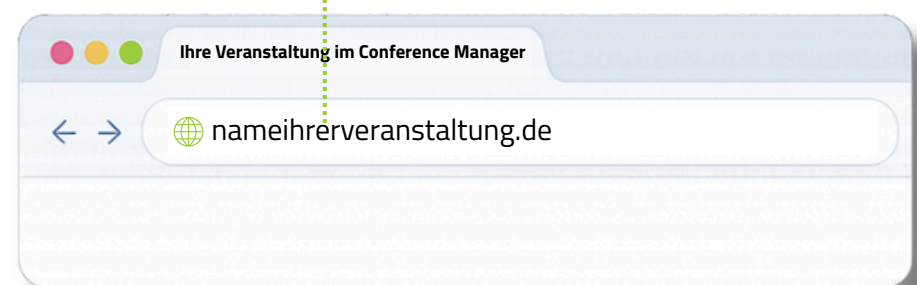 Ihre Veranstaltung im Conference Manager
nameihrerveranstaltung.de